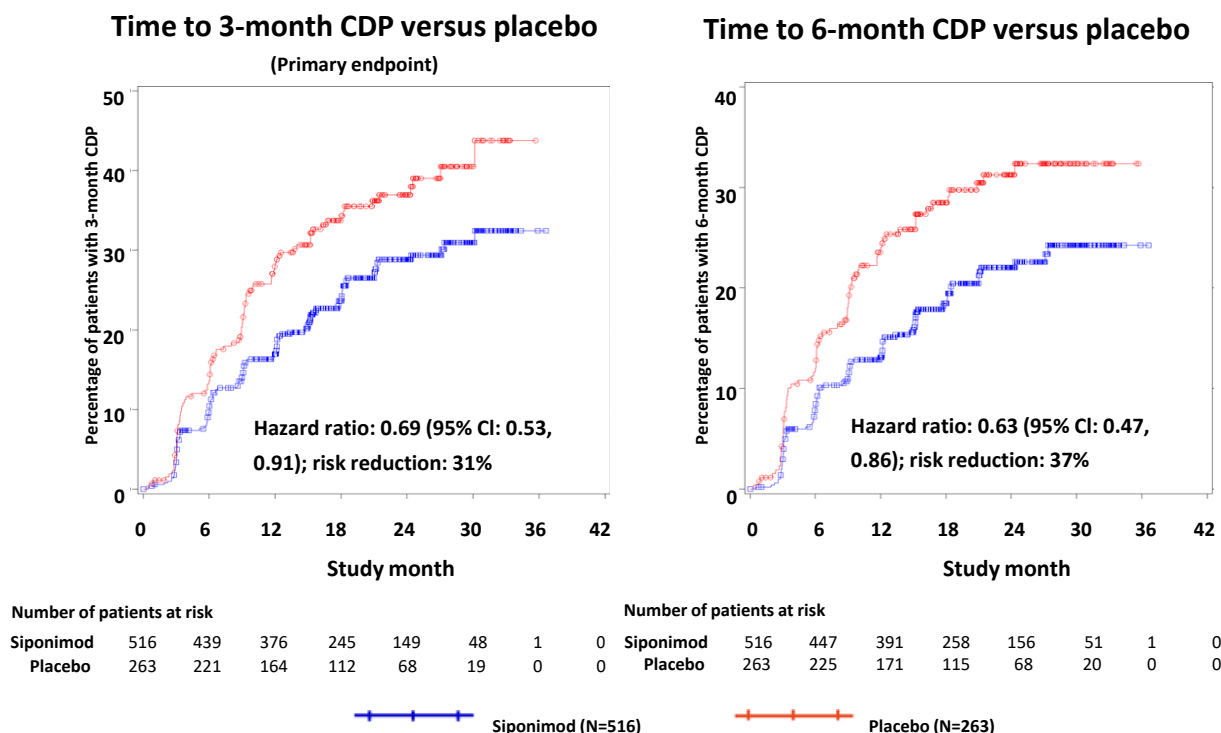 Time to 3-month CDP versus placebo
(Primary endpoint)
Percentage of patients with 3-month CDP
50
40
30
20
10
0
Hazard ratio: 0.69 (95% Cl: 0.53,
0.91); risk reduction: 31%
0 6 12 18 24 30 36 42
Study month
Number of patients at risk
Siponimod 516 439 376 245 149 48 1 0
Placebo 263 221 164 112 68 19 0 0
Time to 6-month CDP versus placebo
Percentage of patients with 6-month CDP
40
30
20
10
0
Hazard ratio: 0.63 (95% Cl: 0.47,
0.86); risk reduction: 37%
0 6 12 18 24 30 36 42
Study month
Number of patients at risk
Siponimod 516 447 391 258 156 51 1 0
Placebo 263 225 171 115 68 20 0 0
Siponimod (N=516)
Placebo (N=263)